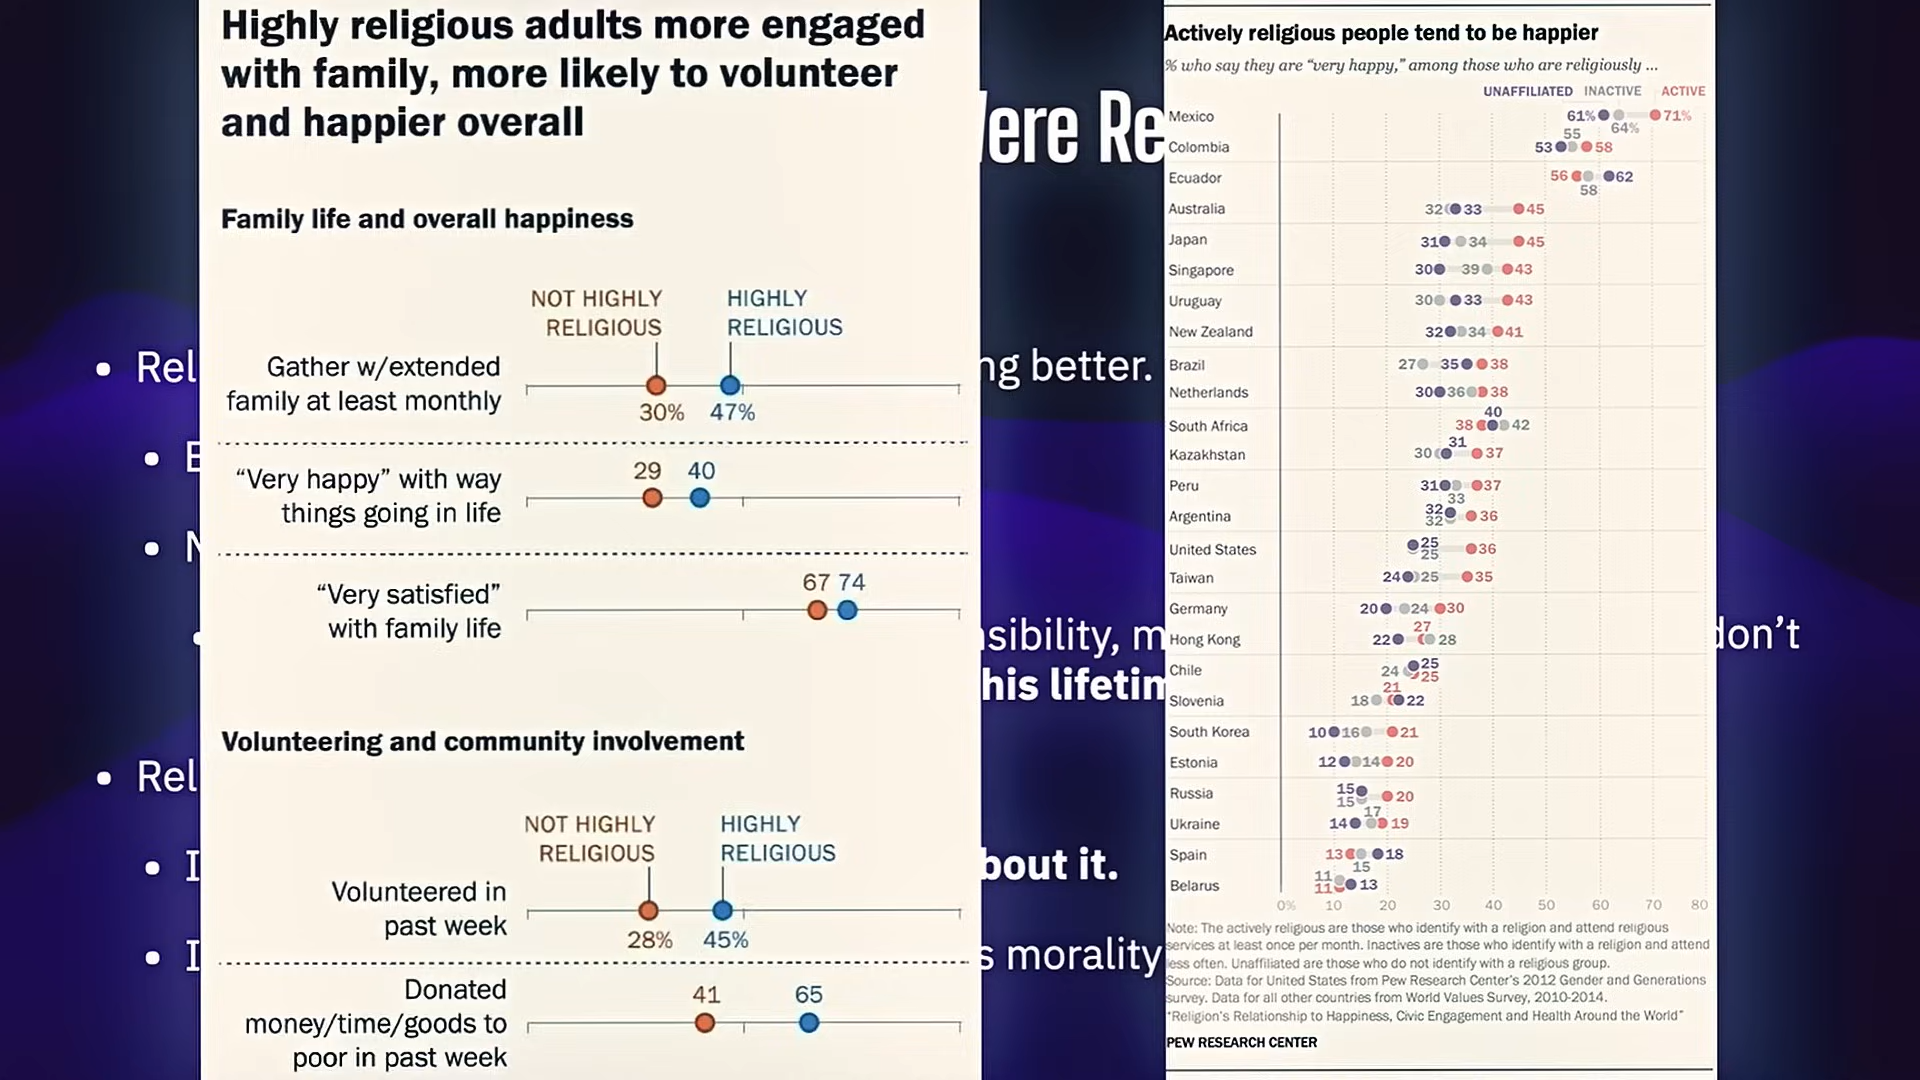 Highly religious adults more engaged
with family, more likely to volunteer
and happier overall
Family life and overall happiness
NOT HIGHLY
RELIGIOUS
HIGHLY
RELIGIOUS
Gather w/extended
family at least monthly
30% 47%
“Very happy” with way
things going in life
29 40
“Very satisfied”
with family life
67 74
Volunteering and community involvement
NOT HIGHLY
RELIGIOUS
HIGHLY
RELIGIOUS
Volunteered in
past week
28% 45%
Donated
money/time/goods to
poor in past week
41 65
ere Re
• Rel
ng better.
nsibility, m
don’t
his lifetim
• Rel
bout it.
s morality
Actively religious people tend to be happier
% who say they are “very happy,” among those who are religiously ...
UNAFFILIATED INACTIVE ACTIVE
Mexico 61% 64% 71%
Colombia 53 55 58
Ecuador 56 58 62
Australia 32 33 45
Japan 31 34 45
Singapore 30 39 43
Uruguay 30 33 43
New Zealand 32 34 41
Brazil 27 35 38
Netherlands 30 36 38
South Africa 38 40 42
Kazakhstan 30 31 37
Peru 31 33 37
Argentina 32 32 36
United States 25 25 36
Taiwan 24 25 35
Germany 20 24 30
Hong Kong 22 27 28
Chile 24 25 25
Slovenia 18 21 22
South Korea 10 16 21
Estonia 12 14 20
Russia 15 15 20
Ukraine 14 17 19
Spain 13 15 18
Belarus 11 11 13
0% 10 20 30 40 50 60 70 80
Note: The actively religious are those who identify with a religion and attend religious
services at least once per month. Inactives are those who identify with a religion and attend
less often. Unaffiliated are those who do not identify with a religious group.
Source: Data for United States from Pew Research Center’s 2012 Gender and Generations
survey. Data for all other countries from World Values Survey, 2010-2014.
“Religion’s Relationship to Happiness, Civic Engagement and Health Around the World”
PEW RESEARCH CENTER